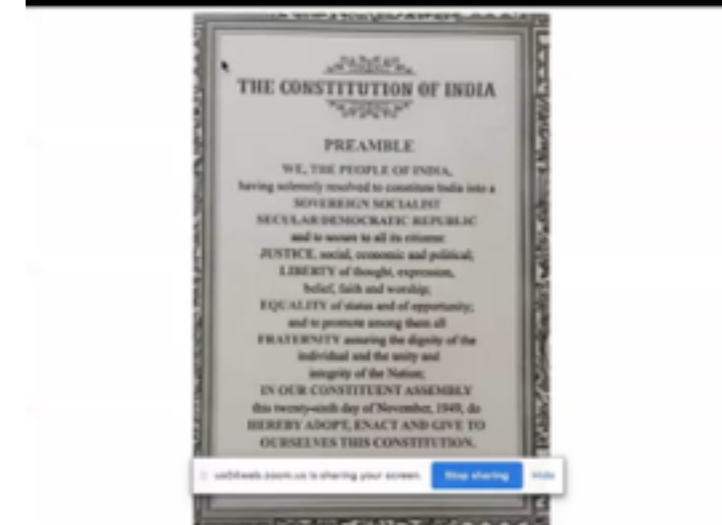 THE CONSTITUTION OF INDIA
PREAMBLE
WE, THE PEOPLE OF INDIA,
having solemnly resolved to constitute India into a
SOVEREIGN SOCIALIST
SECULAR DEMOCRATIC REPUBLIC
and to secure to all its citizens:
JUSTICE, social, economic and political;
LIBERTY of thought, expression,
belief, faith and worship;
EQUALITY of status and of opportunity;
and to promote among them all
FRATERNITY assuring the dignity of the
individual and the unity and
integrity of the Nation;
IN OUR CONSTITUENT ASSEMBLY
this twenty-sixth day of November, 1949, do
HEREBY ADOPT, ENACT AND GIVE TO
OURSELVES THIS CONSTITUTION.
is sharing your screen. Stop sharing Hide